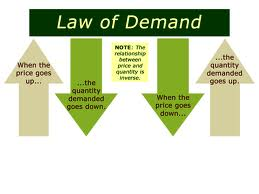 Law of Demand
When the
price goes
up...
...the
quantity
demanded
goes down.
NOTE: The
relationship
between
price and
quantity is
inverse.
When the
price goes
down...
...the
quantity
demanded
goes up.